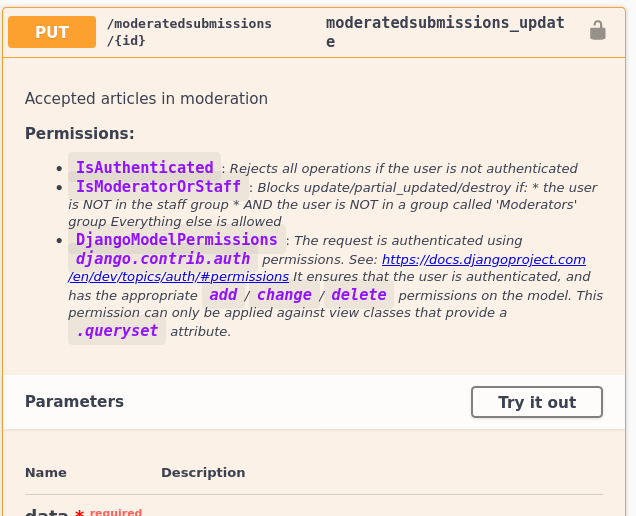 PUT /moderatedsubmissions moderatedsubmissions_updat
/{id} e
Accepted articles in moderation
Permissions:
• IsAuthenticated : Rejects all operations if the user is not authenticated
• IsModeratorOrStaff : Blocks update/partial_updated/destroy if: * the user
is NOT in the staff group * AND the user is NOT in a group called 'Moderators'
group Everything else is allowed
• DjangoModelPermissions : The request is authenticated using
django.contrib.auth permissions. See: https://docs.djangoproject.com
/en/dev/topics/auth/#permissions It ensures that the user is authenticated, and
has the appropriate add / change / delete permissions on the model. This
permission can only be applied against view classes that provide a
.queryset attribute.
Parameters Try it out
Name Description
data * required